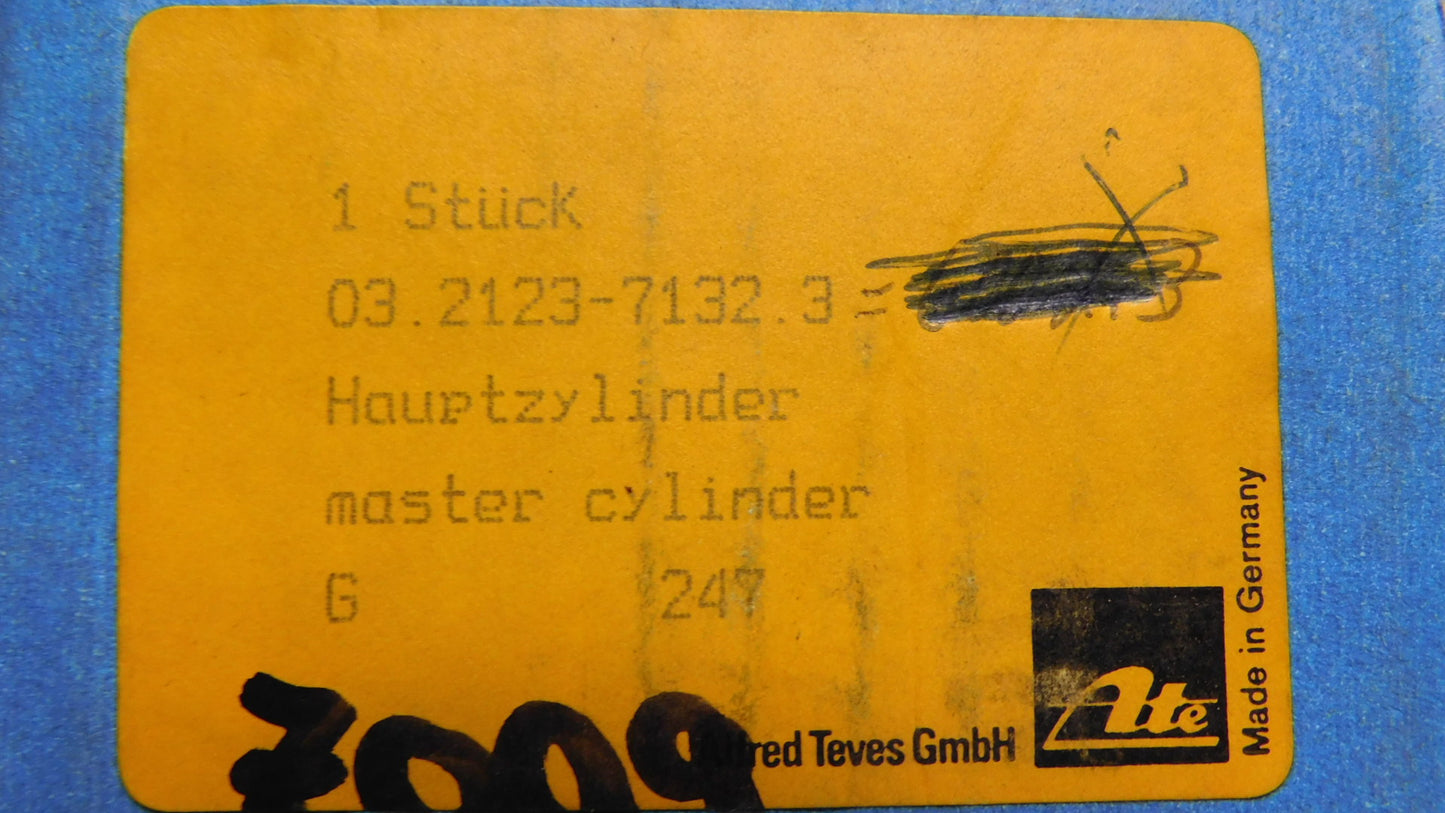 1 Stück
03.2123-7132.3 =
Hauptzylinder
master cylinder
G 247
Alfred Teves GmbH
Ate
Made in Germany